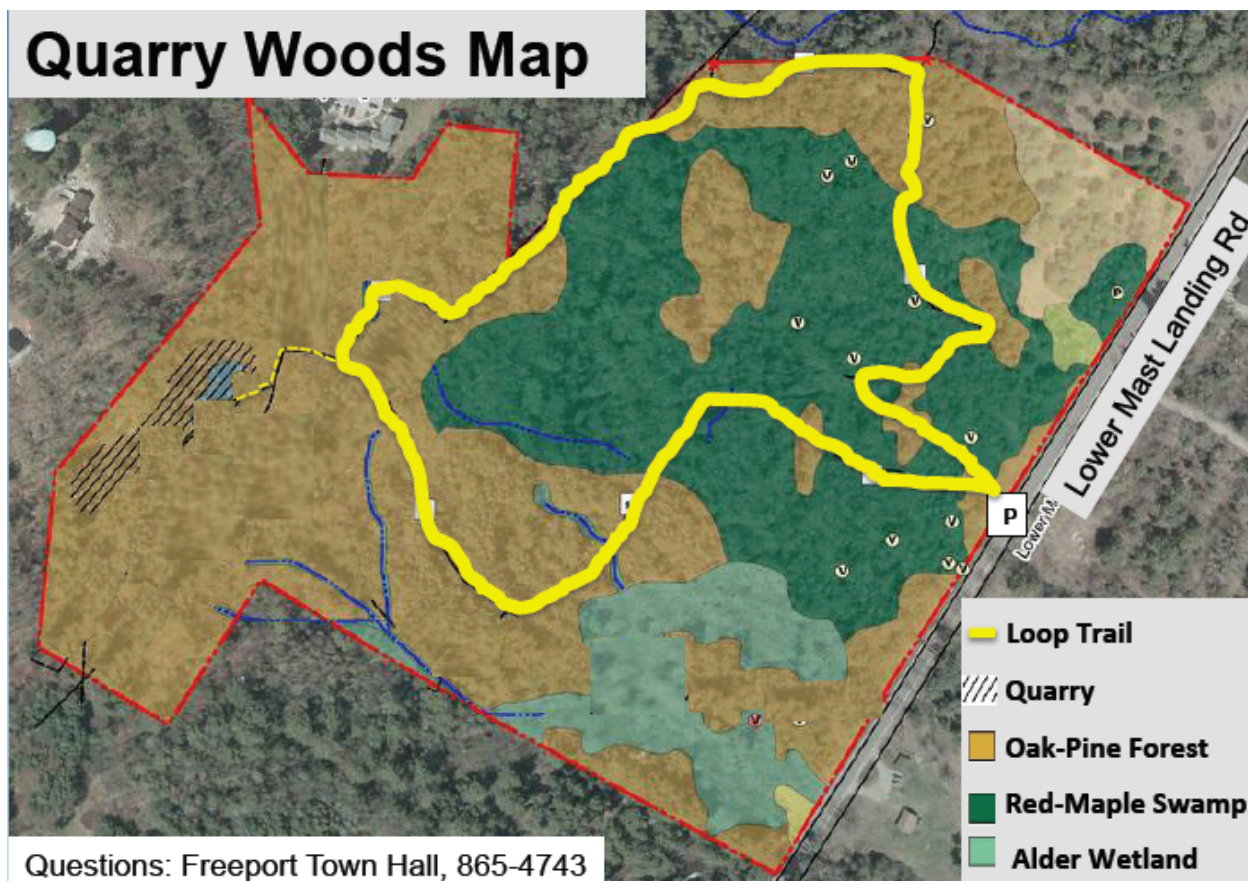 Quarry Woods Map
V
V
V
V
P
V
V
V
V
Lower Mast Landing Rd
P
Lower M
V
V
V
V
V
V
Loop Trail
Quarry
Oak-Pine Forest
Red-Maple Swamp
Alder Wetland
Questions: Freeport Town Hall, 865-4743